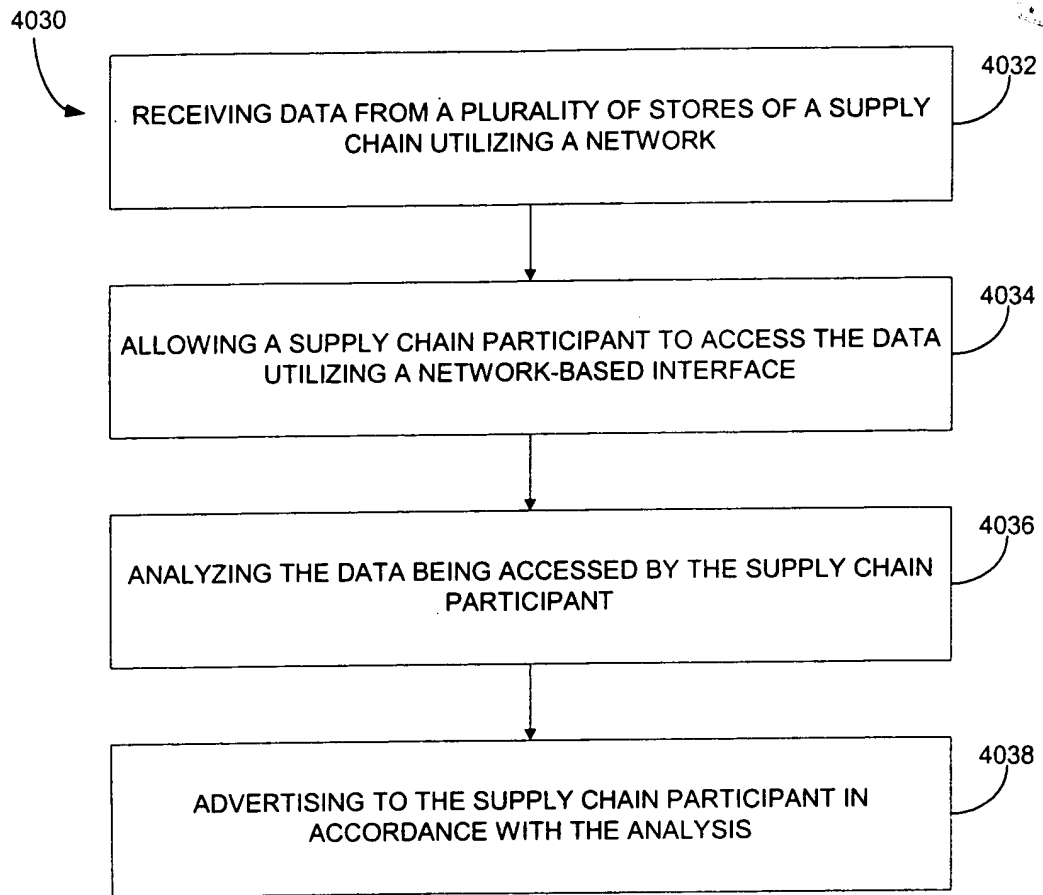 4030
4032
RECEIVING DATA FROM A PLURALITY OF STORES OF A SUPPLY
CHAIN UTILIZING A NETWORK
4034
ALLOWING A SUPPLY CHAIN PARTICIPANT TO ACCESS THE DATA
UTILIZING A NETWORK-BASED INTERFACE
4036
ANALYZING THE DATA BEING ACCESSED BY THE SUPPLY CHAIN
PARTICIPANT
4038
ADVERTISING TO THE SUPPLY CHAIN PARTICIPANT IN
ACCORDANCE WITH THE ANALYSIS